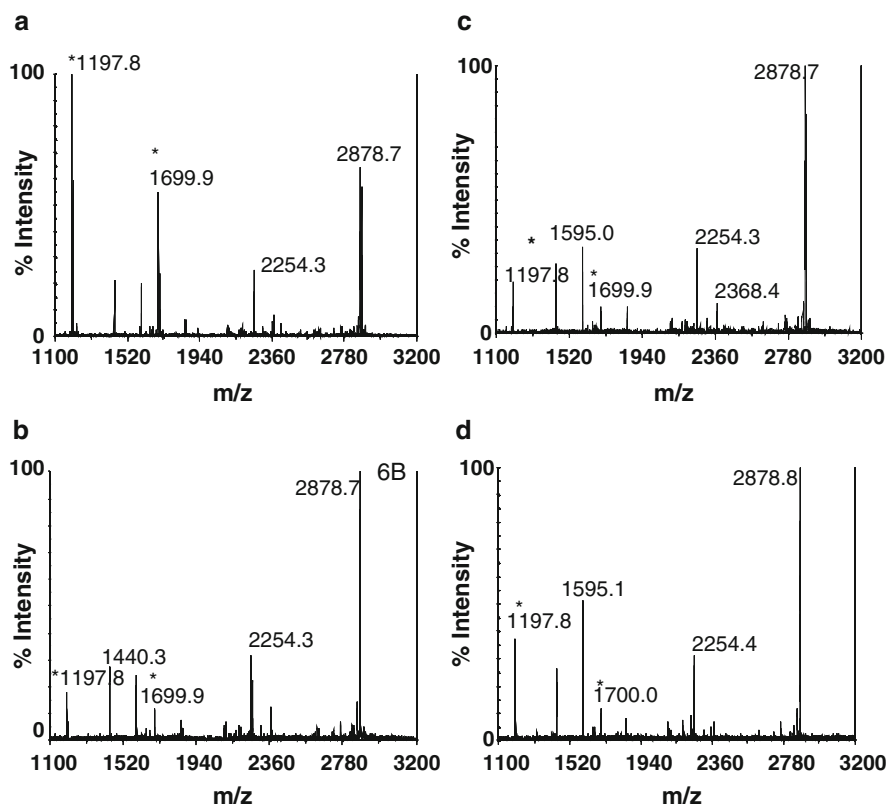 a
*1197.8
100
*
1699.9
2878.7
2254.3
% Intensity
0
1100 1520 1940 2360 2780 3200
m/z
c
2878.7
100
*
1595.0
1197.8
*
1699.9
2254.3
2368.4
% Intensity
0
1100 1520 1940 2360 2780 3200
m/z
b
100
6B
2878.7
1440.3
*1197.8
*
1699.9
2254.3
% Intensity
0
1100 1520 1940 2360 2780 3200
m/z
d
2878.8
100
1595.1
*
1197.8
*
1700.0
2254.4
% Intensity
0
1100 1520 1940 2360 2780 3200
m/z